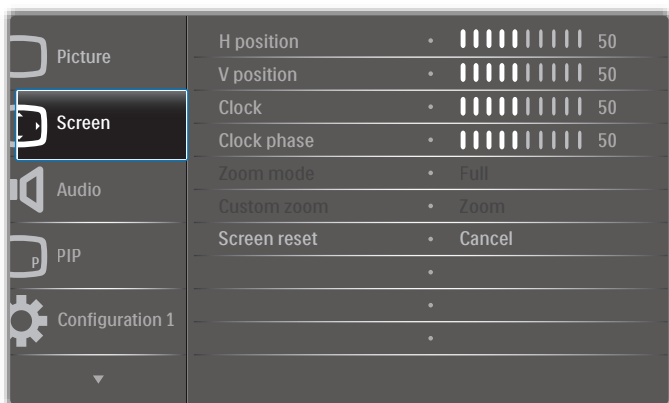 Picture
Screen
Audio
P
PIP
Configuration 1
H position • 50
V position • 50
Clock • 50
Clock phase • 50
Zoom mode • Full
Custom zoom • Zoom
Screen reset • Cancel